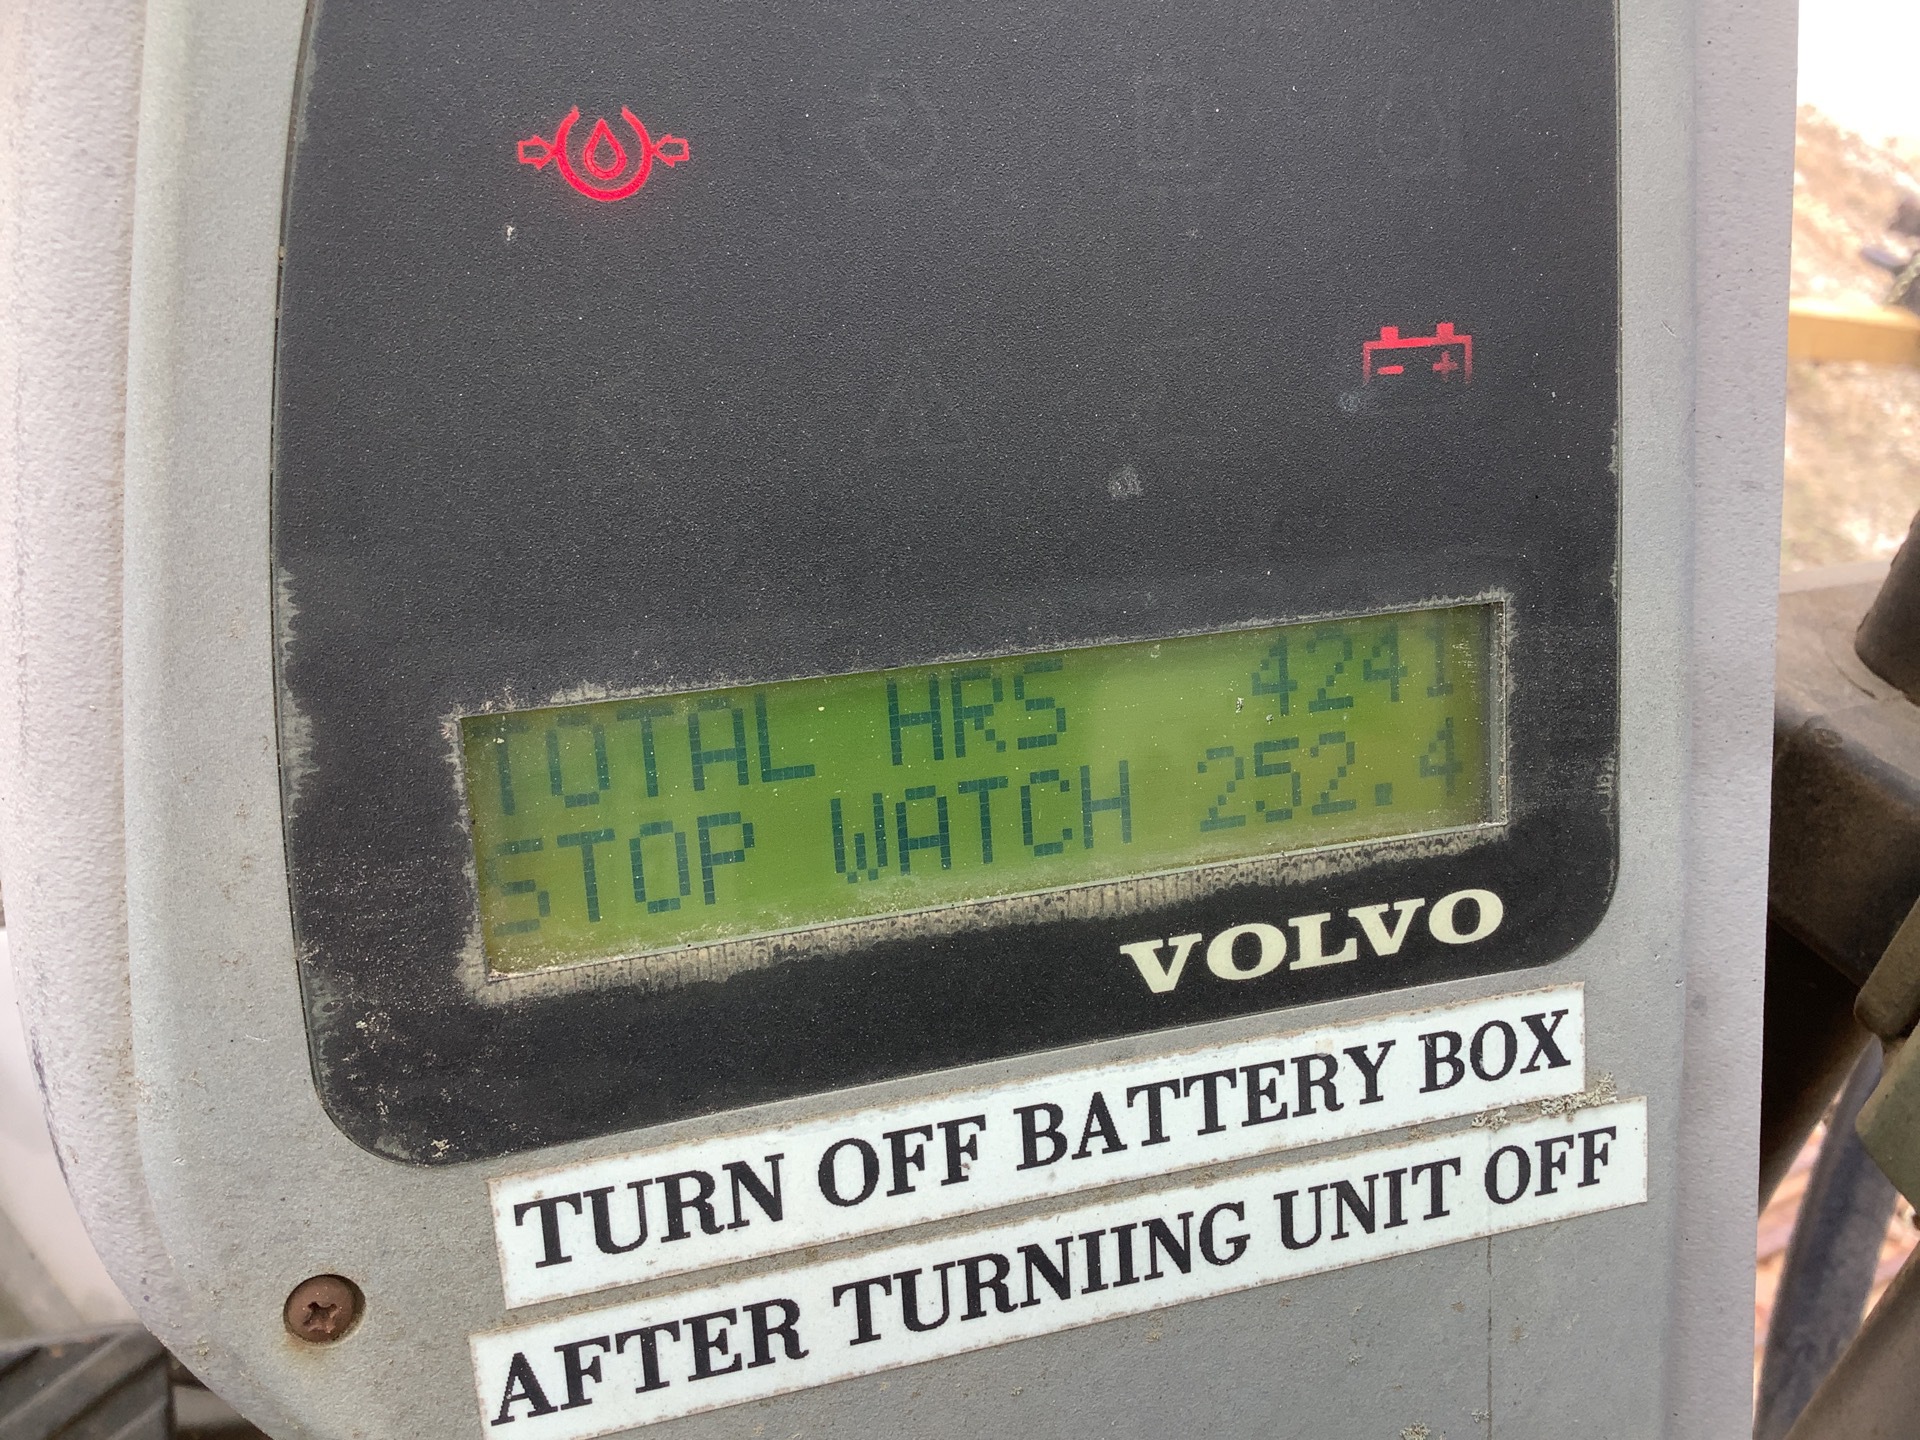 TOTAL HRS 4241
STOP WATCH 252.4
VOLVO
TURN OFF BATTERY BOX
AFTER TURNIING UNIT OFF